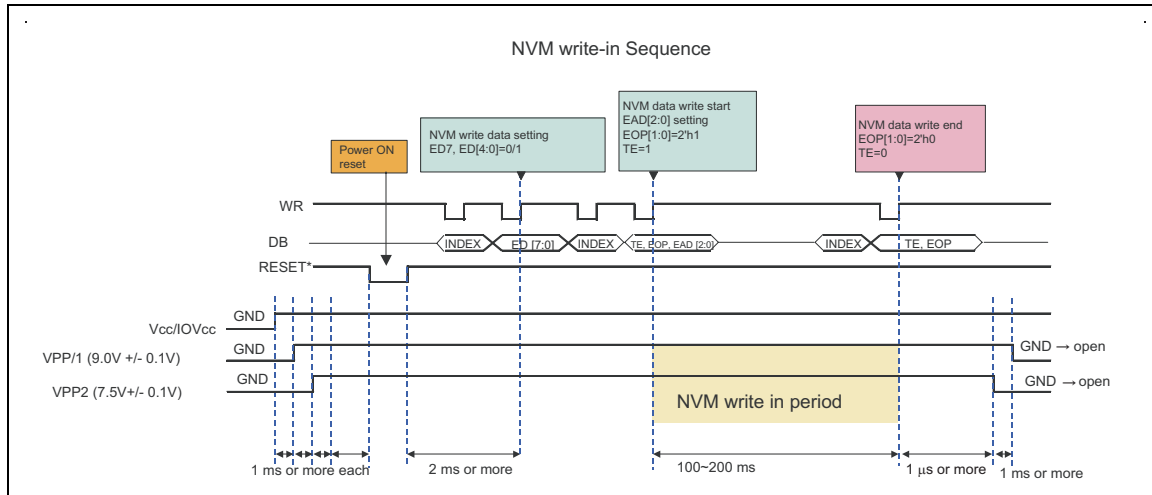 NVM write-in Sequence
Power ON
reset
NVM write data setting
ED7, ED[4:0]=0/1
NVM data write start
EAD[2:0] setting
EOP[1:0]=2'h1
TE=1
NVM data write end
EOP[1:0]=2'h0
TE=0
WR
DB
INDEX
ED [7:0]
INDEX
TE, EOP, EAD [2:0]
INDEX
TE, EOP
RESET*
GND
Vcc/IOVcc
GND
VPP/1 (9.0V +/- 0.1V)
GND → open
GND
VPP2 (7.5V+/- 0.1V)
GND → open
NVM write in period
1 ms or more each
2 ms or more
100~200 ms
1 μs or more
1 ms or more